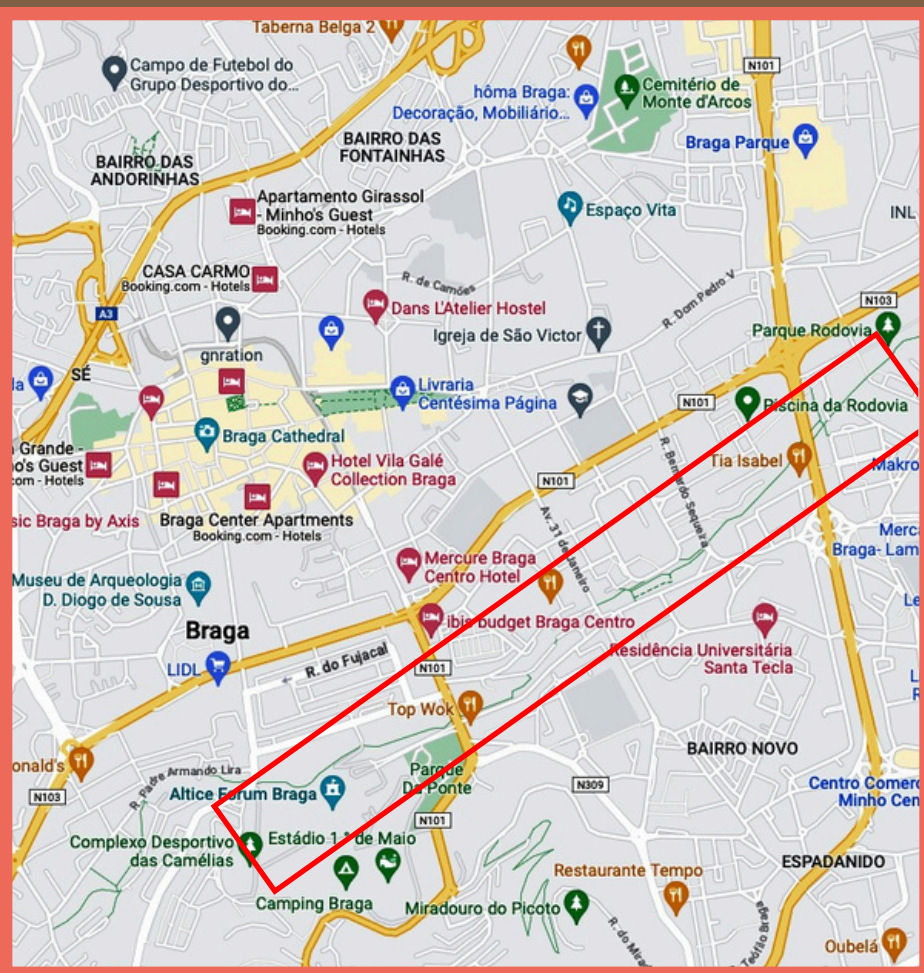 Taberna Belga 2
Campo de Futebol do
Grupo Desportivo do...
hôma Braga:
Decoração, Mobiliário...
N101
Cemitério de
Monte d'Arcos
Braga Parque
BAIRRO DAS
FONTAINHAS
BAIRRO DAS
ANDORINHAS
Apartamento Girassol
- Minho's Guest
Booking.com - Hotels
Espaço Vita
INL
CASA CARMO
Booking.com - Hotels
R. de Camões
R. Dom Pedro V
N103
A3
Dans L'Atelier Hostel
Igreja de São Victor
Parque Rodovia
gnration
la
SÉ
Livraria
Centésima Página
N101
Piscina da Rodovia
Braga Cathedral
Grande -
o's Guest
com - Hotels
Hotel Vila Galé
Collection Braga
R. Bernardo Sequeira
Tia Isabel
Makro
N101
sic Braga by Axis
Braga Center Apartments
Booking.com - Hotels
Av. 31 de Janeiro
Merca
Braga- Lam
Mercure Braga
Centro Hotel
Museu de Arqueologia
D. Diogo de Sousa
Le
Braga
ibis budget Braga Centro
Residência Universitária
Santa Tecla
LIDL
R. do Fujacal
N101
L
R
Top Wok
BAIRRO NOVO
onald's
R. Padre Armando Lira
Parque
Da Ponte
N309
N103
Altice Forum Braga
Centro Comerc
Minho Cen
N101
Complexo Desportivo
das Camélias
Estádio 1.º de Maio
ESPADANIDO
Camping Braga
Miradouro do Picoto
Restaurante Tempo
R. do Mirad
Teófilo Braga
Oubelá